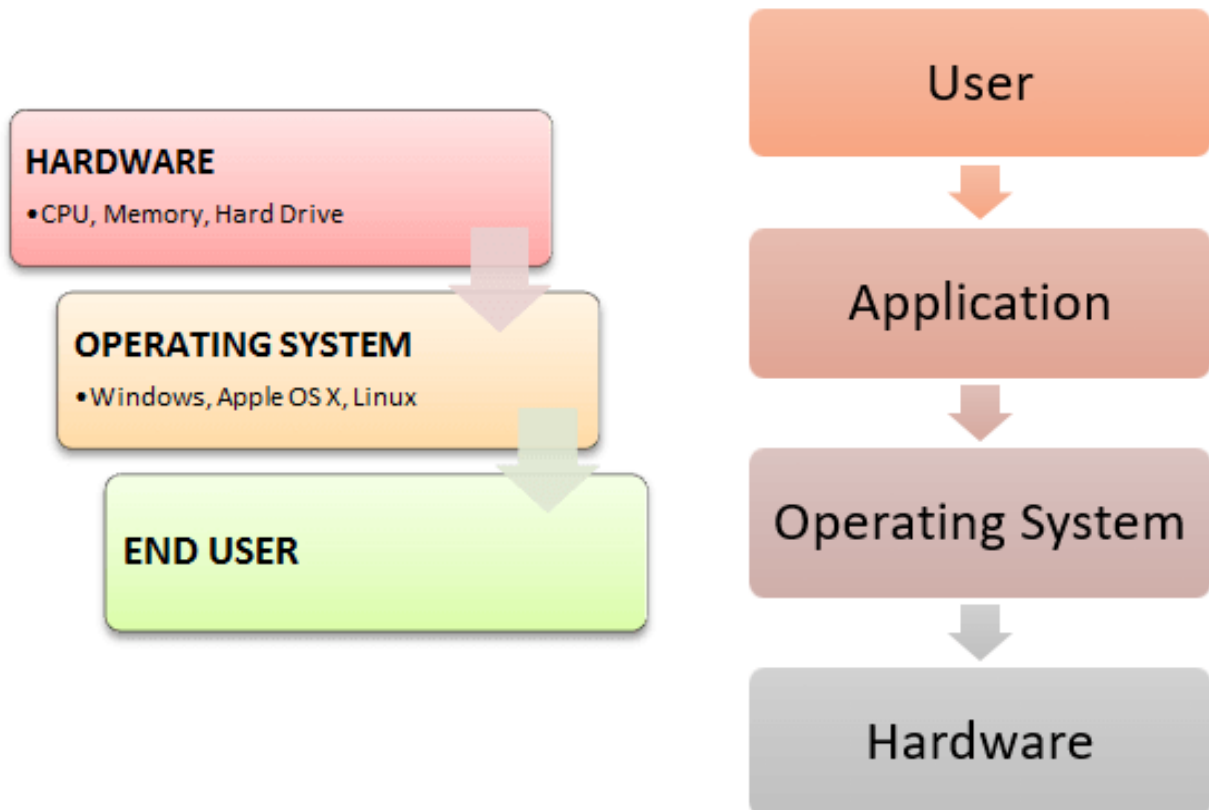 HARDWARE
•CPU, Memory, Hard Drive
OPERATING SYSTEM
•Windows, Apple OS X, Linux
END USER
User
Application
Operating System
Hardware